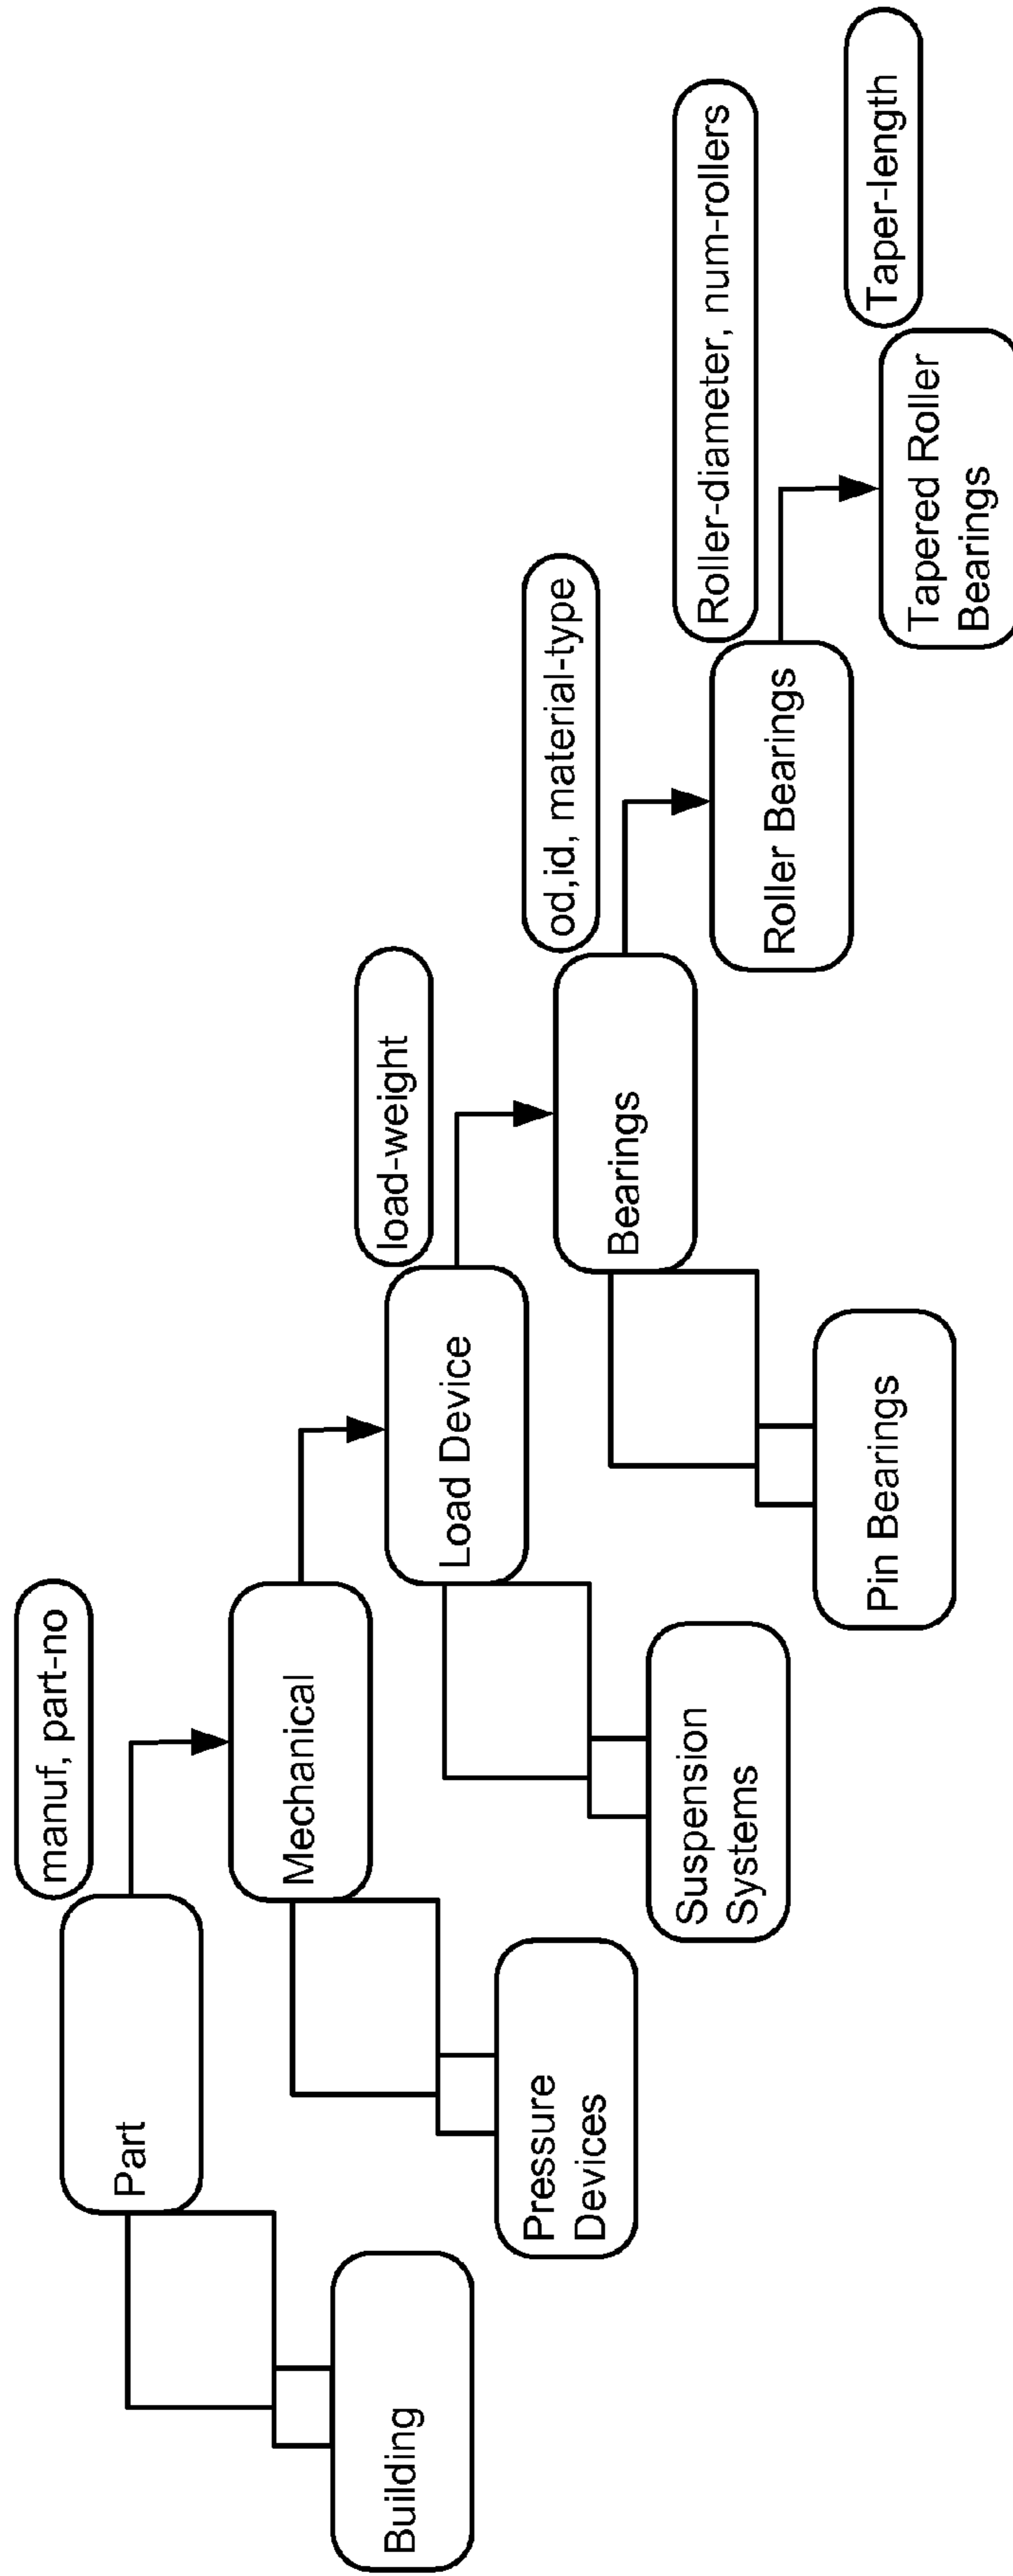 manuf, part-no
Part
Mechanical
Building
load-weight
Load Device
Pressure
Devices
od,id, material-type
Bearings
Suspension
Systems
Roller-diameter, num-rollers
Roller Bearings
Pin Bearings
Taper-length
Tapered Roller
Bearings